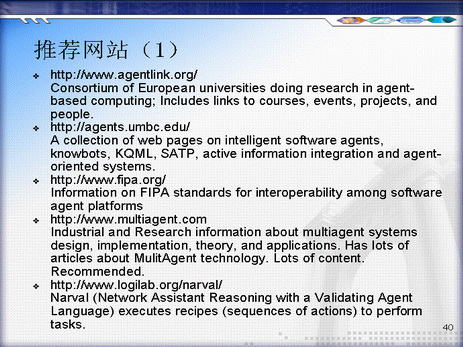 推荐网站（1）
❖ http://www.agentlink.org/
Consortium of European universities doing research in agent-
based computing; Includes links to courses, events, projects, and
people.
❖ http://agents.umbc.edu/
A collection of web pages on intelligent software agents,
knowbots, KQML, SATP, active information integration and agent-
oriented systems.
❖ http://www.fipa.org/
Information on FIPA standards for interoperability among software
agent platforms
❖ http://www.multiagent.com
Industrial and Research information about multiagent systems
design, implementation, theory, and applications. Has lots of
articles about MulitAgent technology. Lots of content.
Recommended.
❖ http://www.logilab.org/narval/
Narval (Network Assistant Reasoning with a Validating Agent
Language) executes recipes (sequences of actions) to perform
tasks.
40